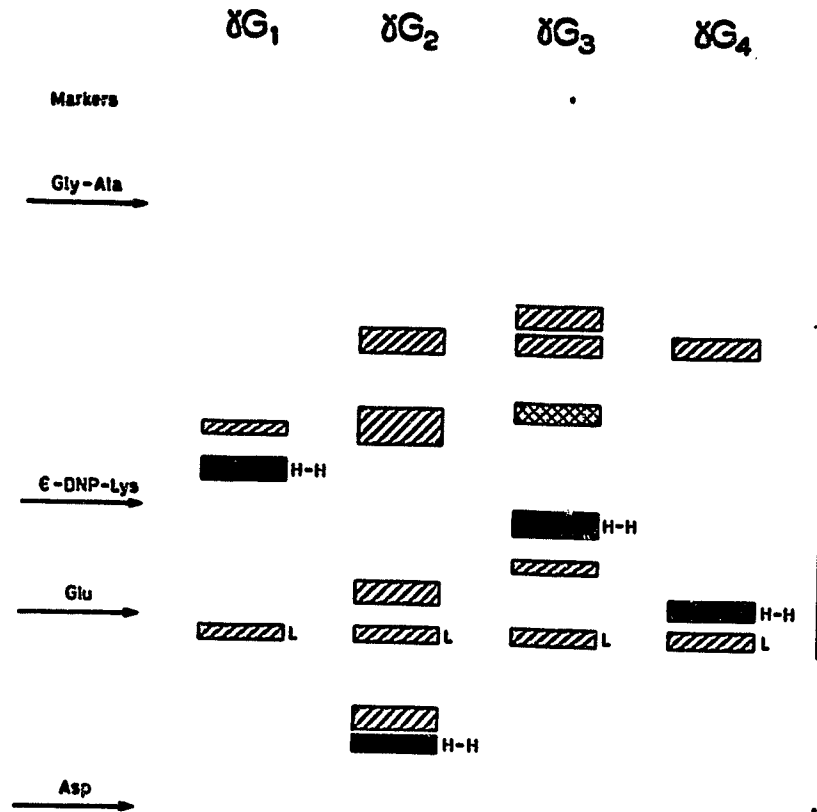 γG1 γG2 γG3 γG4
Markers
Gly-Ala
H-H
ϵ-DNP-Lys
H-H
Glu
H-H
L L L L
H-H
Asp